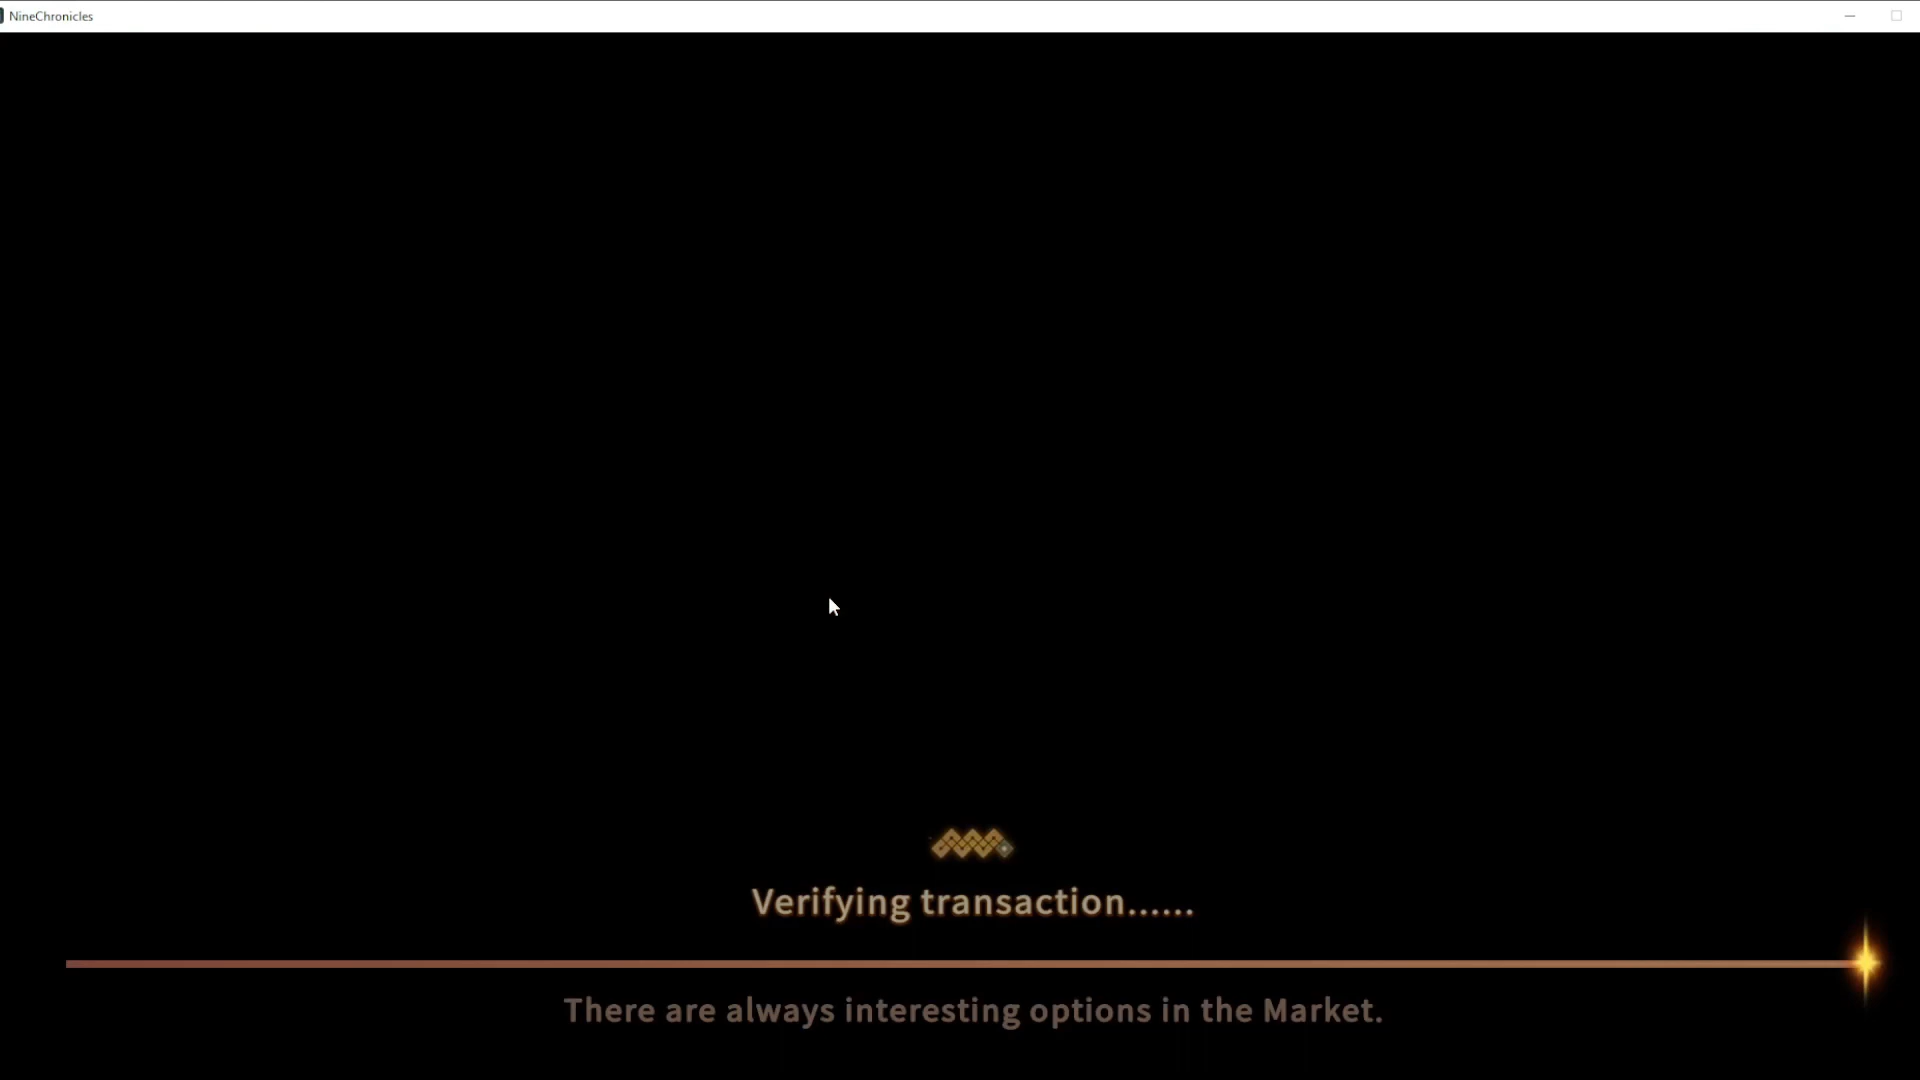 NineChronicles
Verifying transaction......
There are always interesting options in the Market.